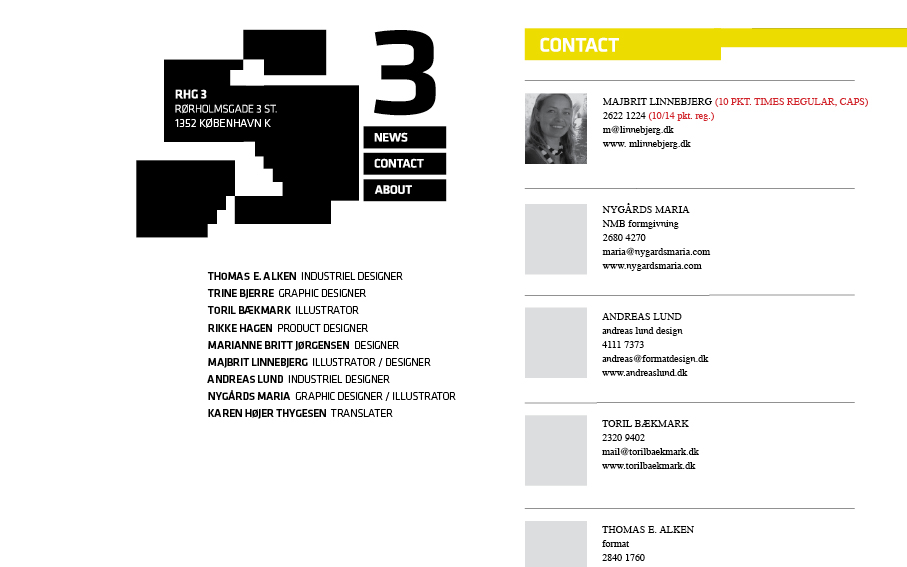 3
RHG 3
RØRHOLMSGADE 3 ST.
1352 KØBENHAVN K
NEWS
CONTACT
ABOUT
THOMAS E. ALKEN INDUSTRIEL DESIGNER
TRINE BJERRE GRAPHIC DESIGNER
TORIL BÆKMARK ILLUSTRATOR
RIKKE HAGEN PRODUCT DESIGNER
MARIANNE BRITT JØRGENSEN DESIGNER
MAJBRIT LINNEBJERG ILLUSTRATOR / DESIGNER
ANDREAS LUND INDUSTRIEL DESIGNER
NYGÅRDS MARIA GRAPHIC DESIGNER / ILLUSTRATOR
KAREN HØJER THYGESEN TRANSLATER
CONTACT
MAJBRIT LINNEBJERG (10 PKT. TIMES REGULAR, CAPS)
2622 1224 (10/14 pkt. reg.)
m@linnebjerg.dk
www. mlinnebjerg.dk
NYGÅRDS MARIA
NMB formgivning
2680 4270
maria@nygardsmaria.com
www.nygardsmaria.com
ANDREAS LUND
andreas lund design
4111 7373
andreas@formatdesign.dk
www.andreaslund.dk
TORIL BÆKMARK
2320 9402
mail@torilbaekmark.dk
www.torilbaekmark.dk
THOMAS E. ALKEN
format
2840 1760